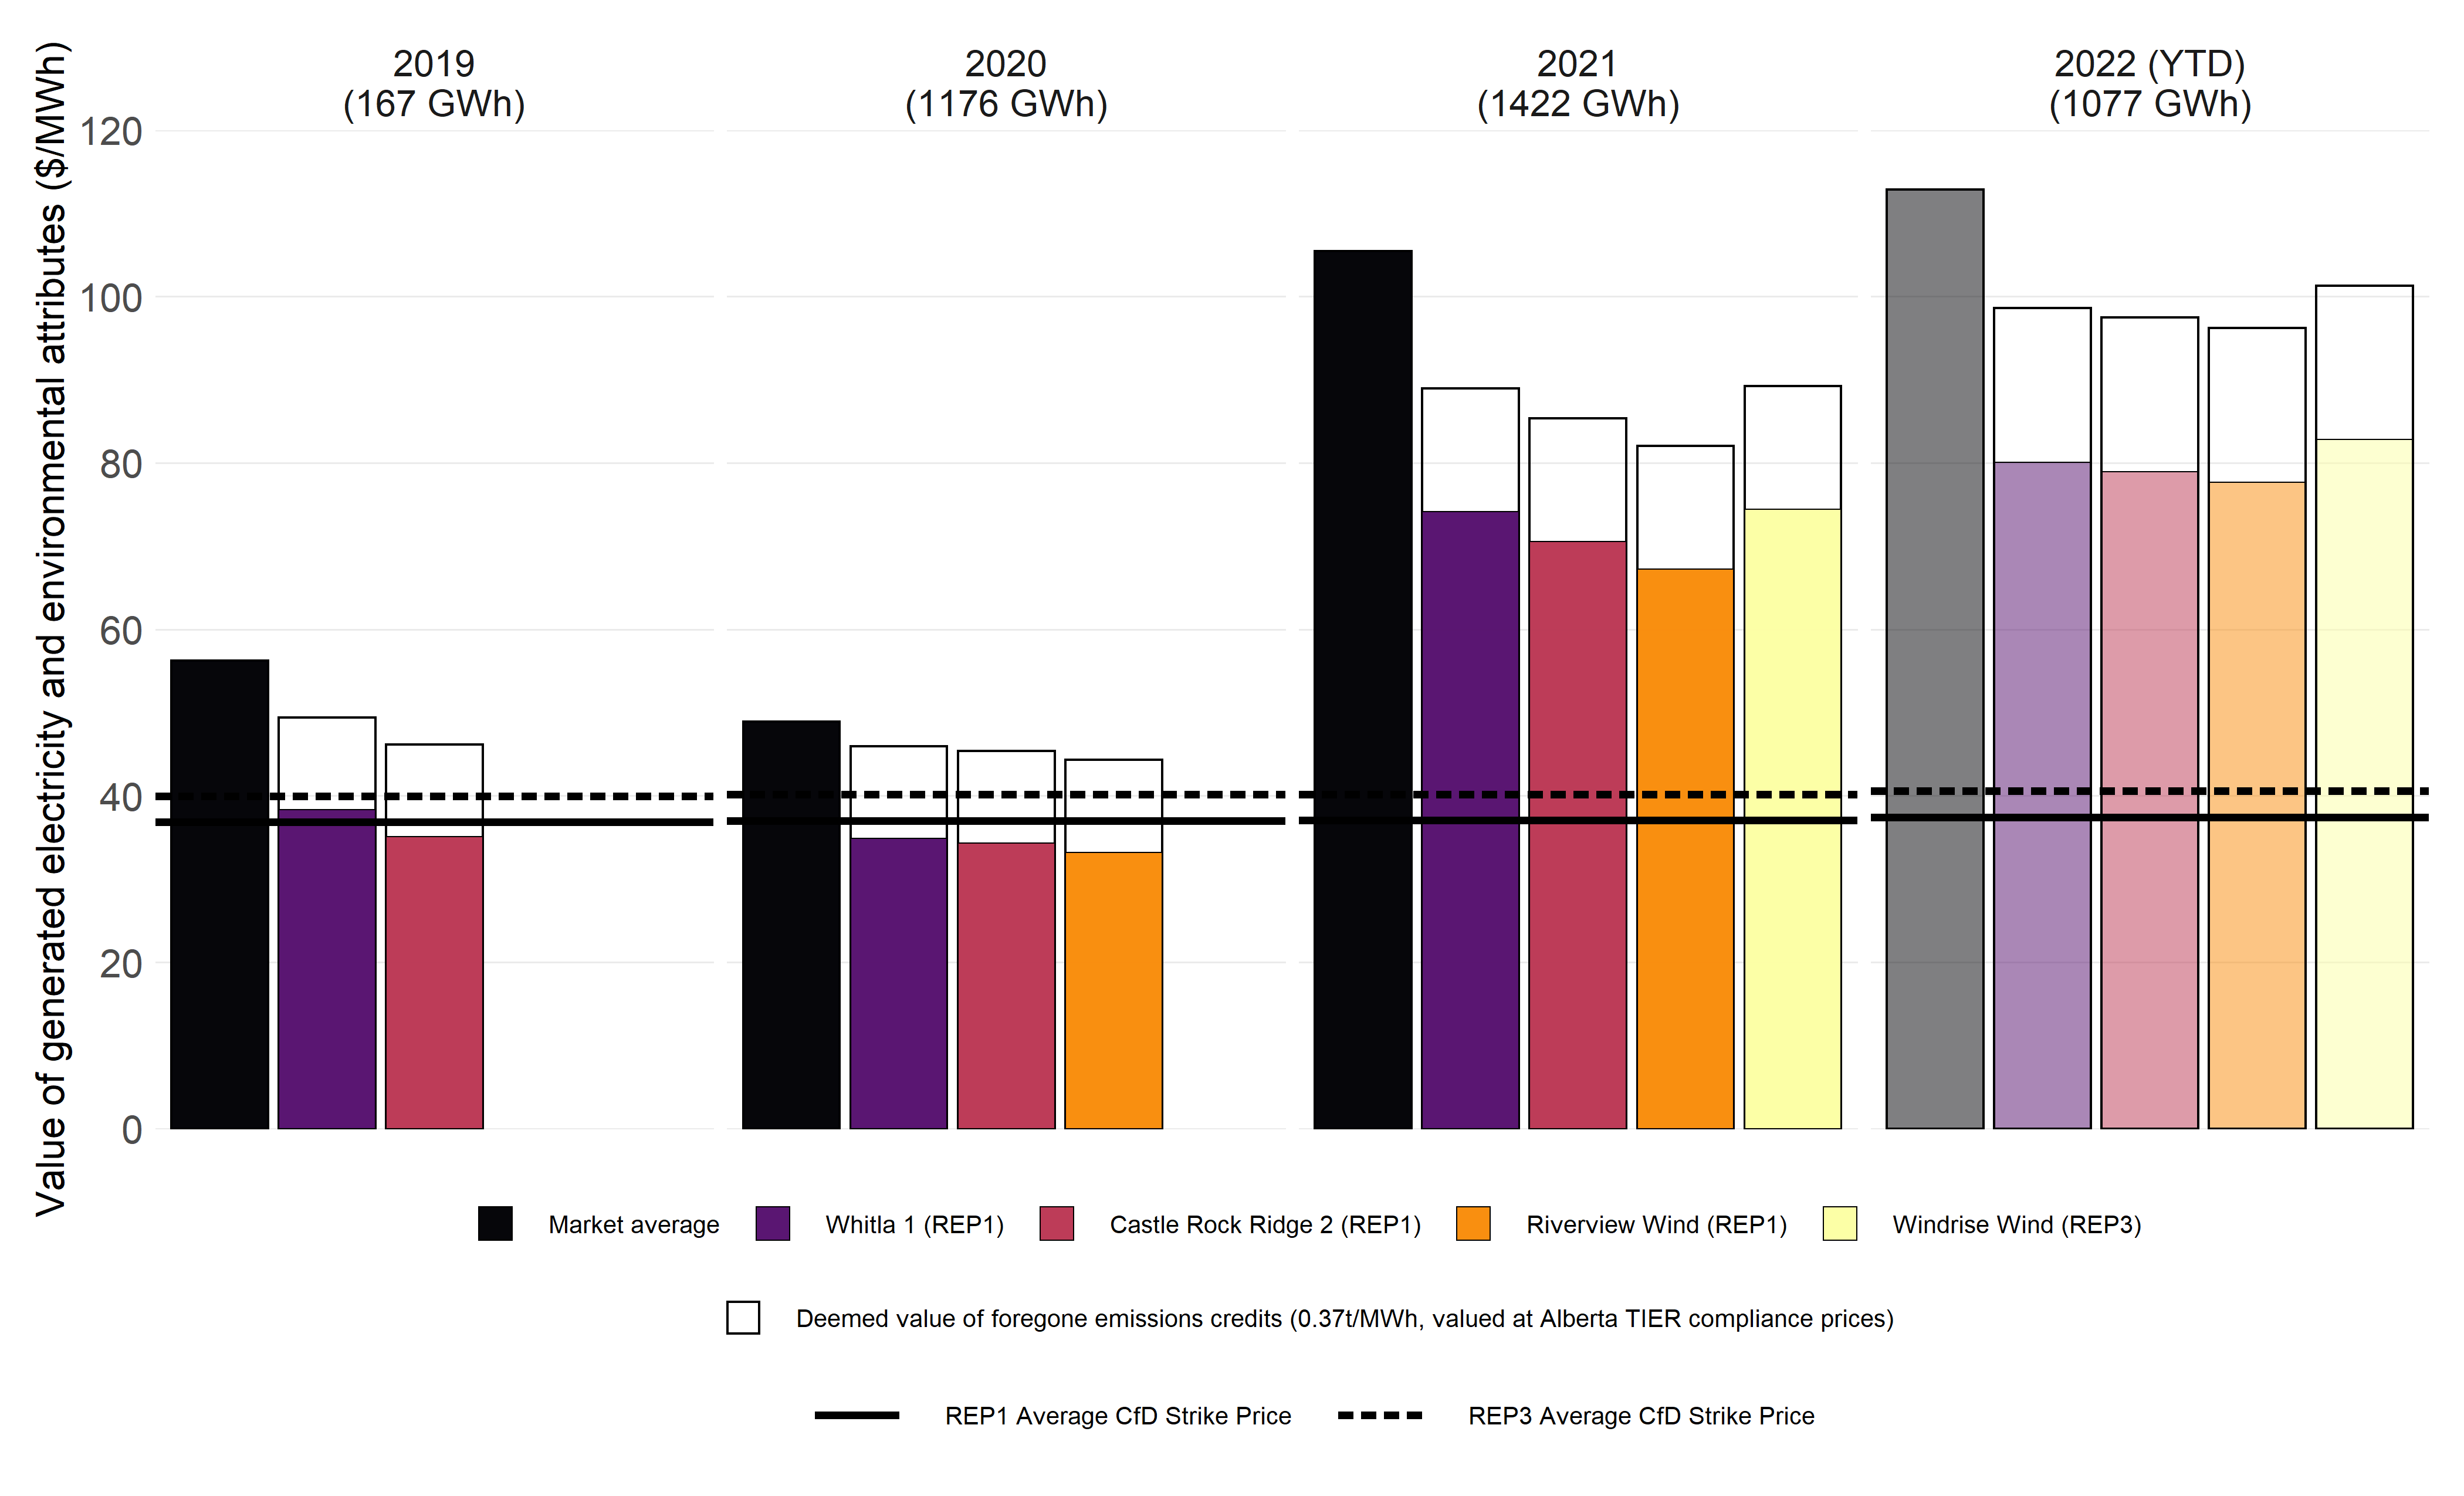 Value of generated electricity and environmental attributes ($/MWh)
2019
(167 GWh)
2020
(1176 GWh)
2021
(1422 GWh)
2022 (YTD)
(1077 GWh)
120
100
80
60
40
20
0
Market average
Whitla 1 (REP1)
Castle Rock Ridge 2 (REP1)
Riverview Wind (REP1)
Windrise Wind (REP3)
Deemed value of foregone emissions credits (0.37t/MWh, valued at Alberta TIER compliance prices)
REP1 Average CfD Strike Price
REP3 Average CfD Strike Price